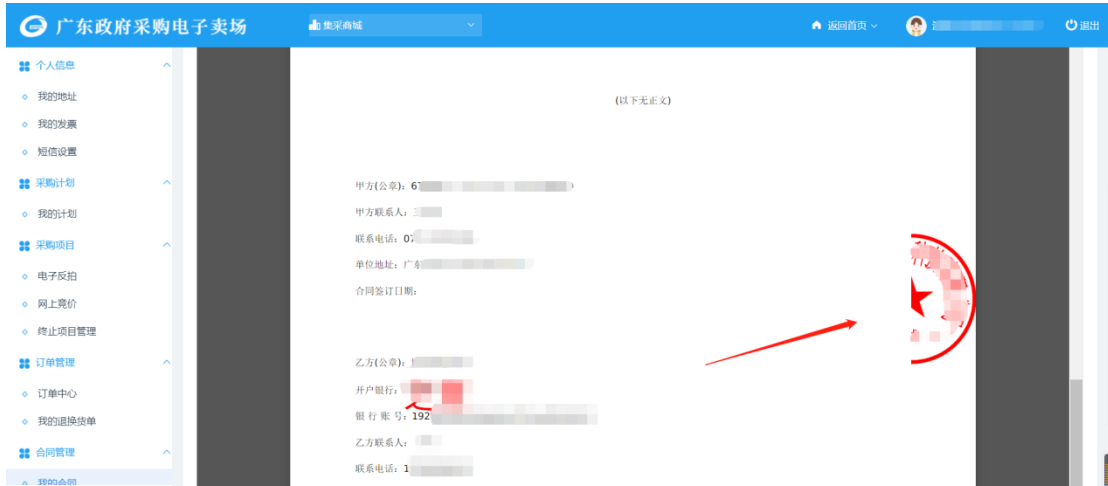 广东政府采购电子卖场
集采商城
返回首页
退出
个人信息
我的地址
我的发票
短信设置
采购计划
我的计划
采购项目
电子反拍
网上竞价
终止项目管理
订单管理
订单中心
我的退换货单
合同管理
我的合同
(以下无正文)
甲方(公章):6
甲方联系人:
联系电话:07
单位地址:广东
合同签订日期:
乙方(公章):
开户银行:
银行账号:192
乙方联系人:
联系电话:1